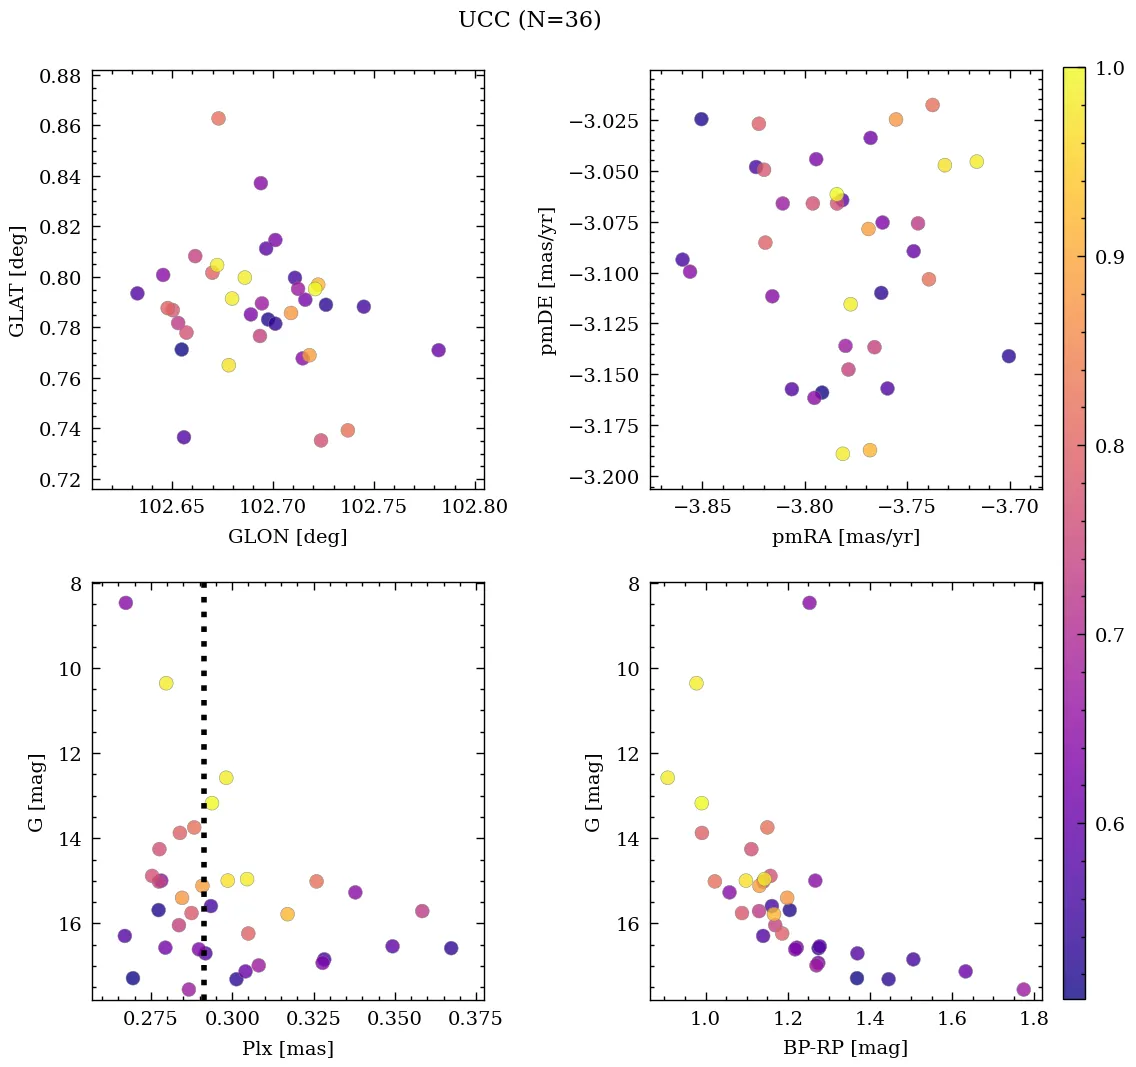 UCC (N=36)
0.88
0.86
0.84
0.82
0.80
0.78
0.76
0.74
0.72
GLAT [deg]
102.65 102.70 102.75 102.80
GLON [deg]
−3.025
−3.050
−3.075
−3.100
−3.125
−3.150
−3.175
−3.200
pmDE [mas/yr]
−3.85 −3.80 −3.75 −3.70
pmRA [mas/yr]
8
10
12
14
16
G [mag]
0.275 0.300 0.325 0.350 0.375
Plx [mas]
8
10
12
14
16
G [mag]
1.0 1.2 1.4 1.6 1.8
BP-RP [mag]
1.0
0.9
0.8
0.7
0.6